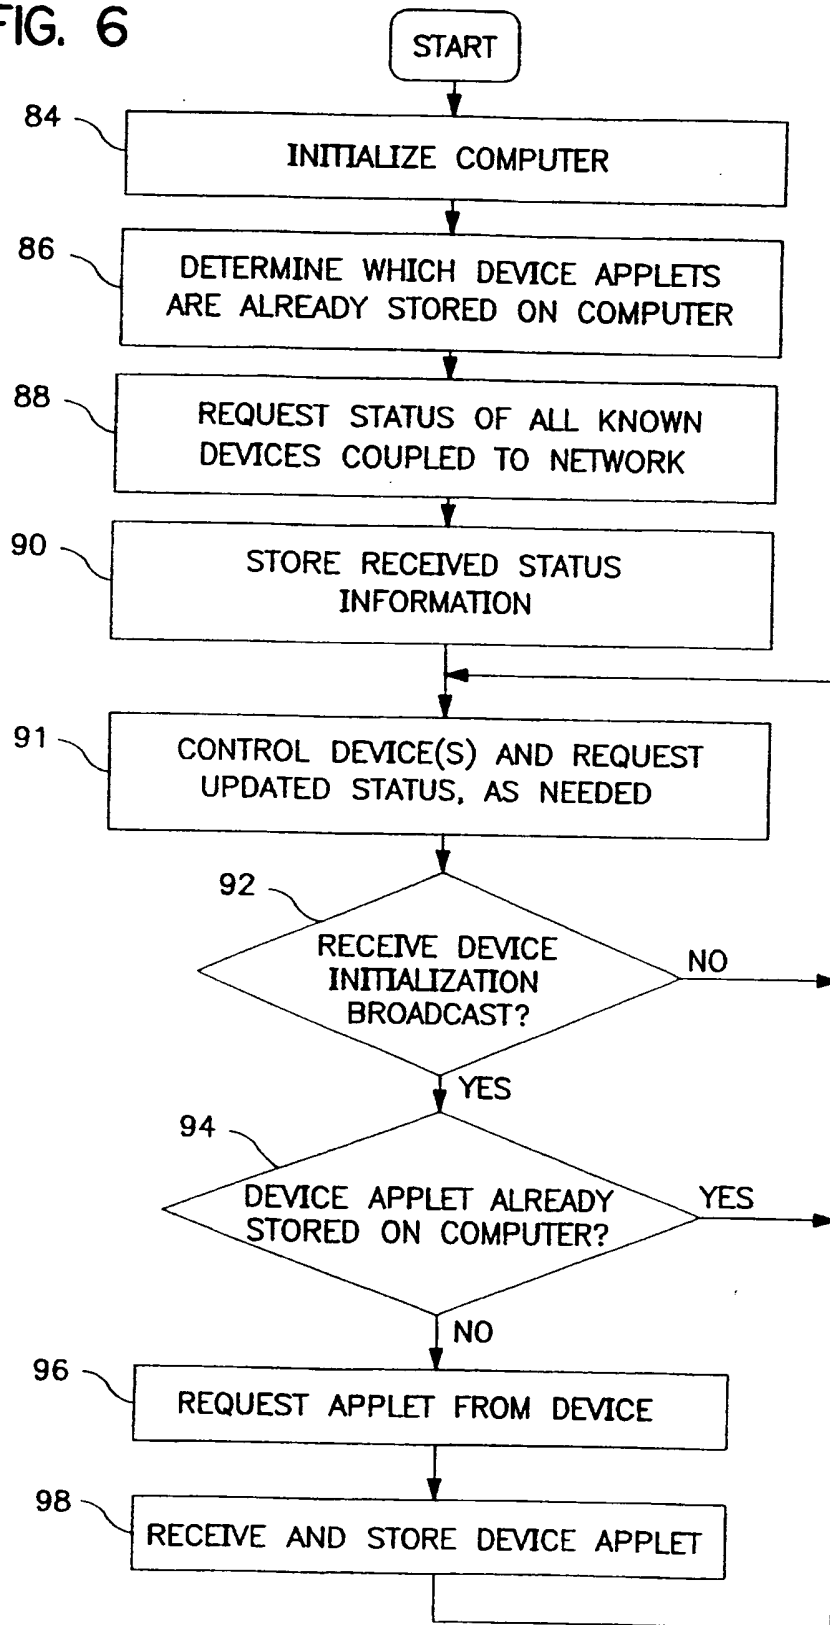 FIG. 6
START
84
INITIALIZE COMPUTER
86
DETERMINE WHICH DEVICE APPLETS
ARE ALREADY STORED ON COMPUTER
88
REQUEST STATUS OF ALL KNOWN
DEVICES COUPLED TO NETWORK
90
STORE RECEIVED STATUS
INFORMATION
91
CONTROL DEVICE(S) AND REQUEST
UPDATED STATUS, AS NEEDED
92
RECEIVE DEVICE
INITIALIZATION
BROADCAST?
NO
YES
94
DEVICE APPLET ALREADY
STORED ON COMPUTER?
YES
NO
96
REQUEST APPLET FROM DEVICE
98
RECEIVE AND STORE DEVICE APPLET